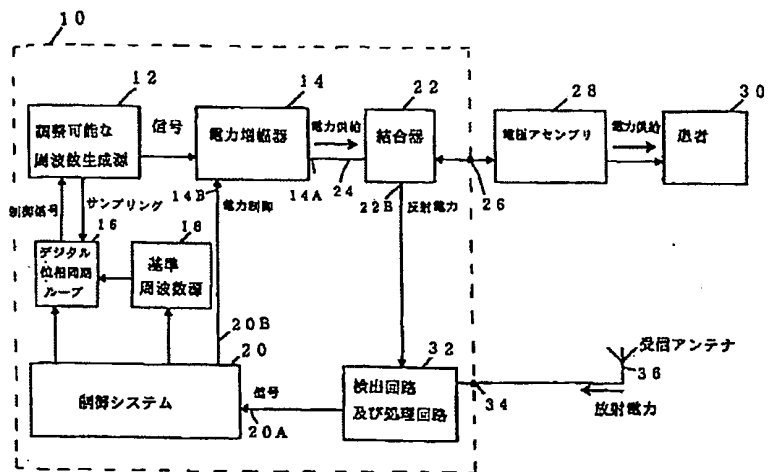 10
12
14
22
28
30
調整可能な
周波数生成源
信号
電力増幅器
電力供給
結合器
電極アセンブリ
電力供給
患者
14A
24
26
14B
電力制御
22B
反射電力
制御信号
サンプリング
16
18
デジタル
位相同期
ループ
基準
周波数源
20B
20
32
制御システム
信号
20A
検出回路
及び処理回路
34
受信アンテナ
36
放射電力